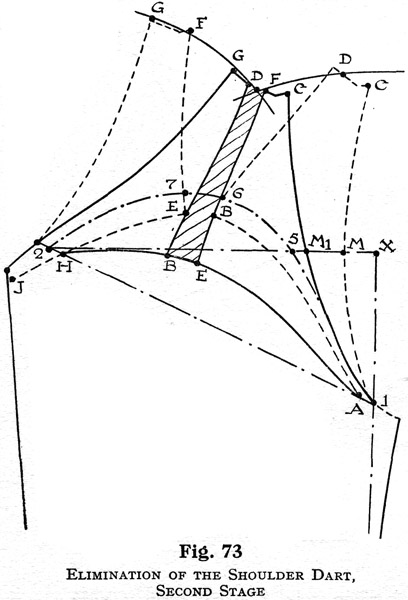 G F
G D F C D C
7 6
E B
2 H 5 M1 M X
J B E
A 1
Fig. 73
ELIMINATION OF THE SHOULDER DART,
SECOND STAGE